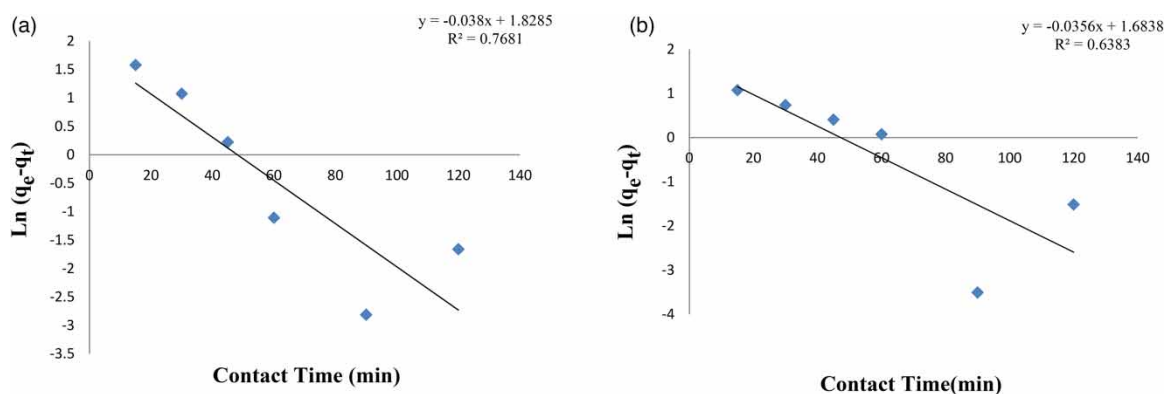 (a)
y = -0.038x + 1.8285
R² = 0.7681
2
1.5
1
0.5
0
-0.5
-1
-1.5
-2
-2.5
-3
-3.5
0 20 40 60 80 100 120 140
Ln (qe-qt)
Contact Time (min)
(b)
y = -0.0356x + 1.6838
R² = 0.6383
2
1
0
-1
-2
-3
-4
0 20 40 60 80 100 120 140
Ln (qe-qt)
Contact Time(min)